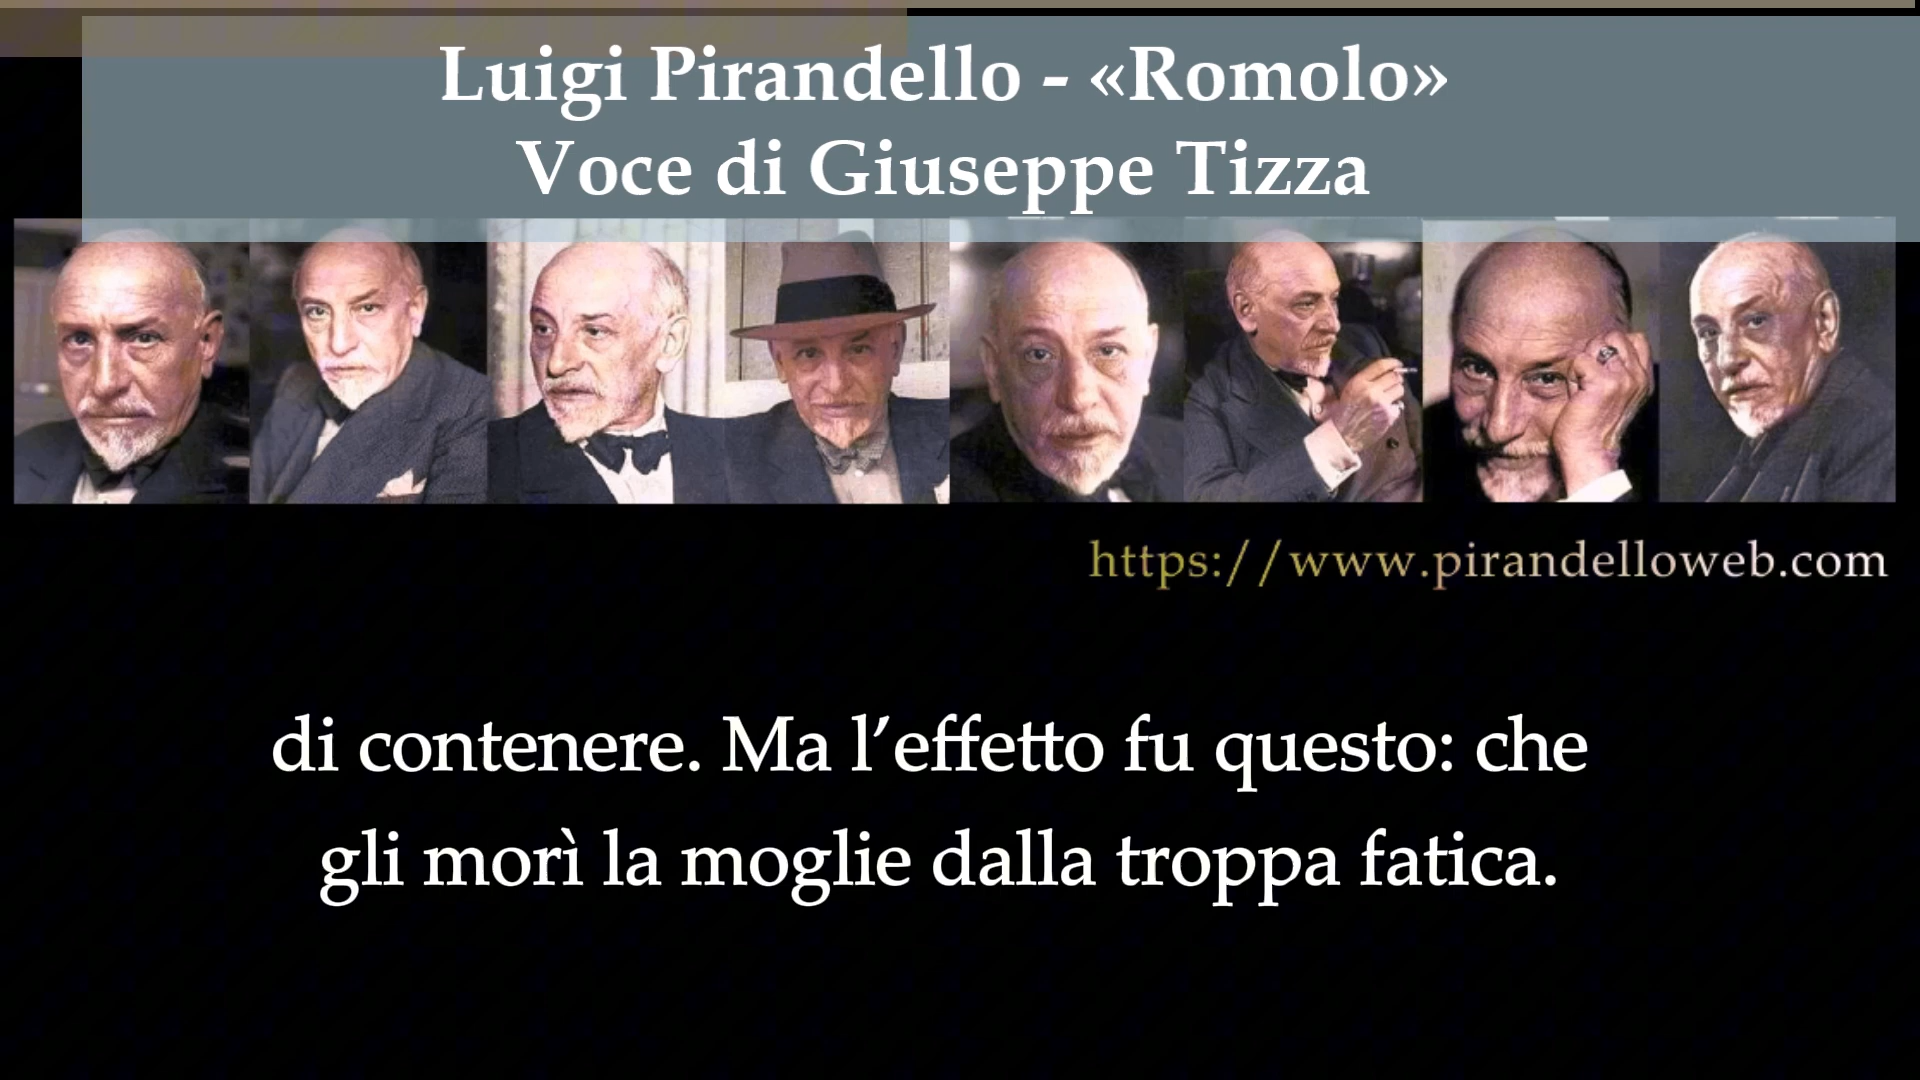 Luigi Pirandello - «Romolo»
Voce di Giuseppe Tizza
https://www.pirandelloweb.com
di contenere. Ma l’effetto fu questo: che
gli morì la moglie dalla troppa fatica.